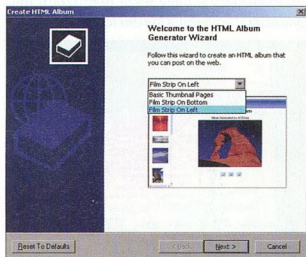 Create HTML Album
Welcome to the HTML Album
Generator Wizard
Follow this wizard to create an HTML album that
you can post on the web.
Film Strip On Left
Basic Thumbnail Pages
Film Strip On Bottom
Film Strip On Left
Reset To Defaults
< Back
Next >
Cancel